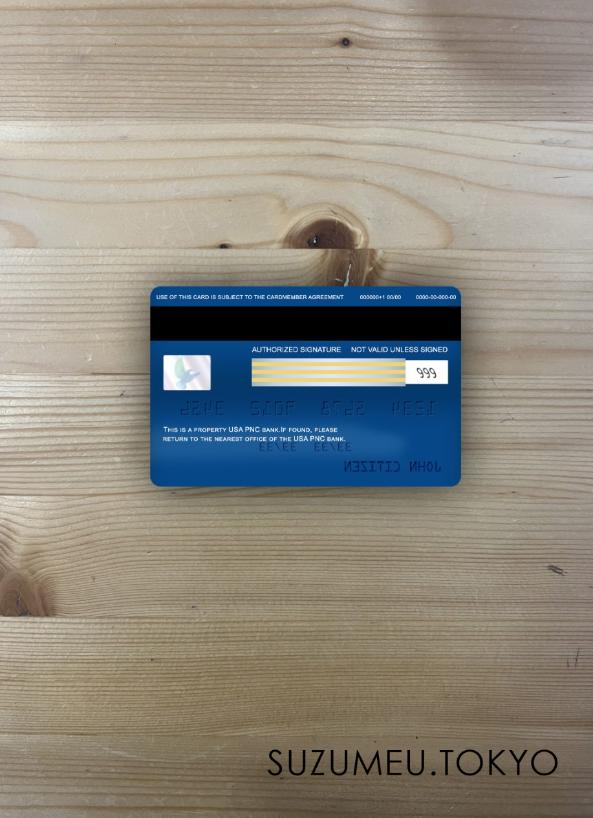 USE OF THIS CARD IS SUBJECT TO THE CARDMEMBER AGREEMENT 000000+1 00/00 0000-00-000-00
AUTHORIZED SIGNATURE NOT VALID UNLESS SIGNED
999
THIS IS A PROPERTY USA PNC BANK.IF FOUND, PLEASE
RETURN TO THE NEAREST OFFICE OF THE USA PNC BANK.
JOHN CITIZEN
SUZUMEU.TOKYO